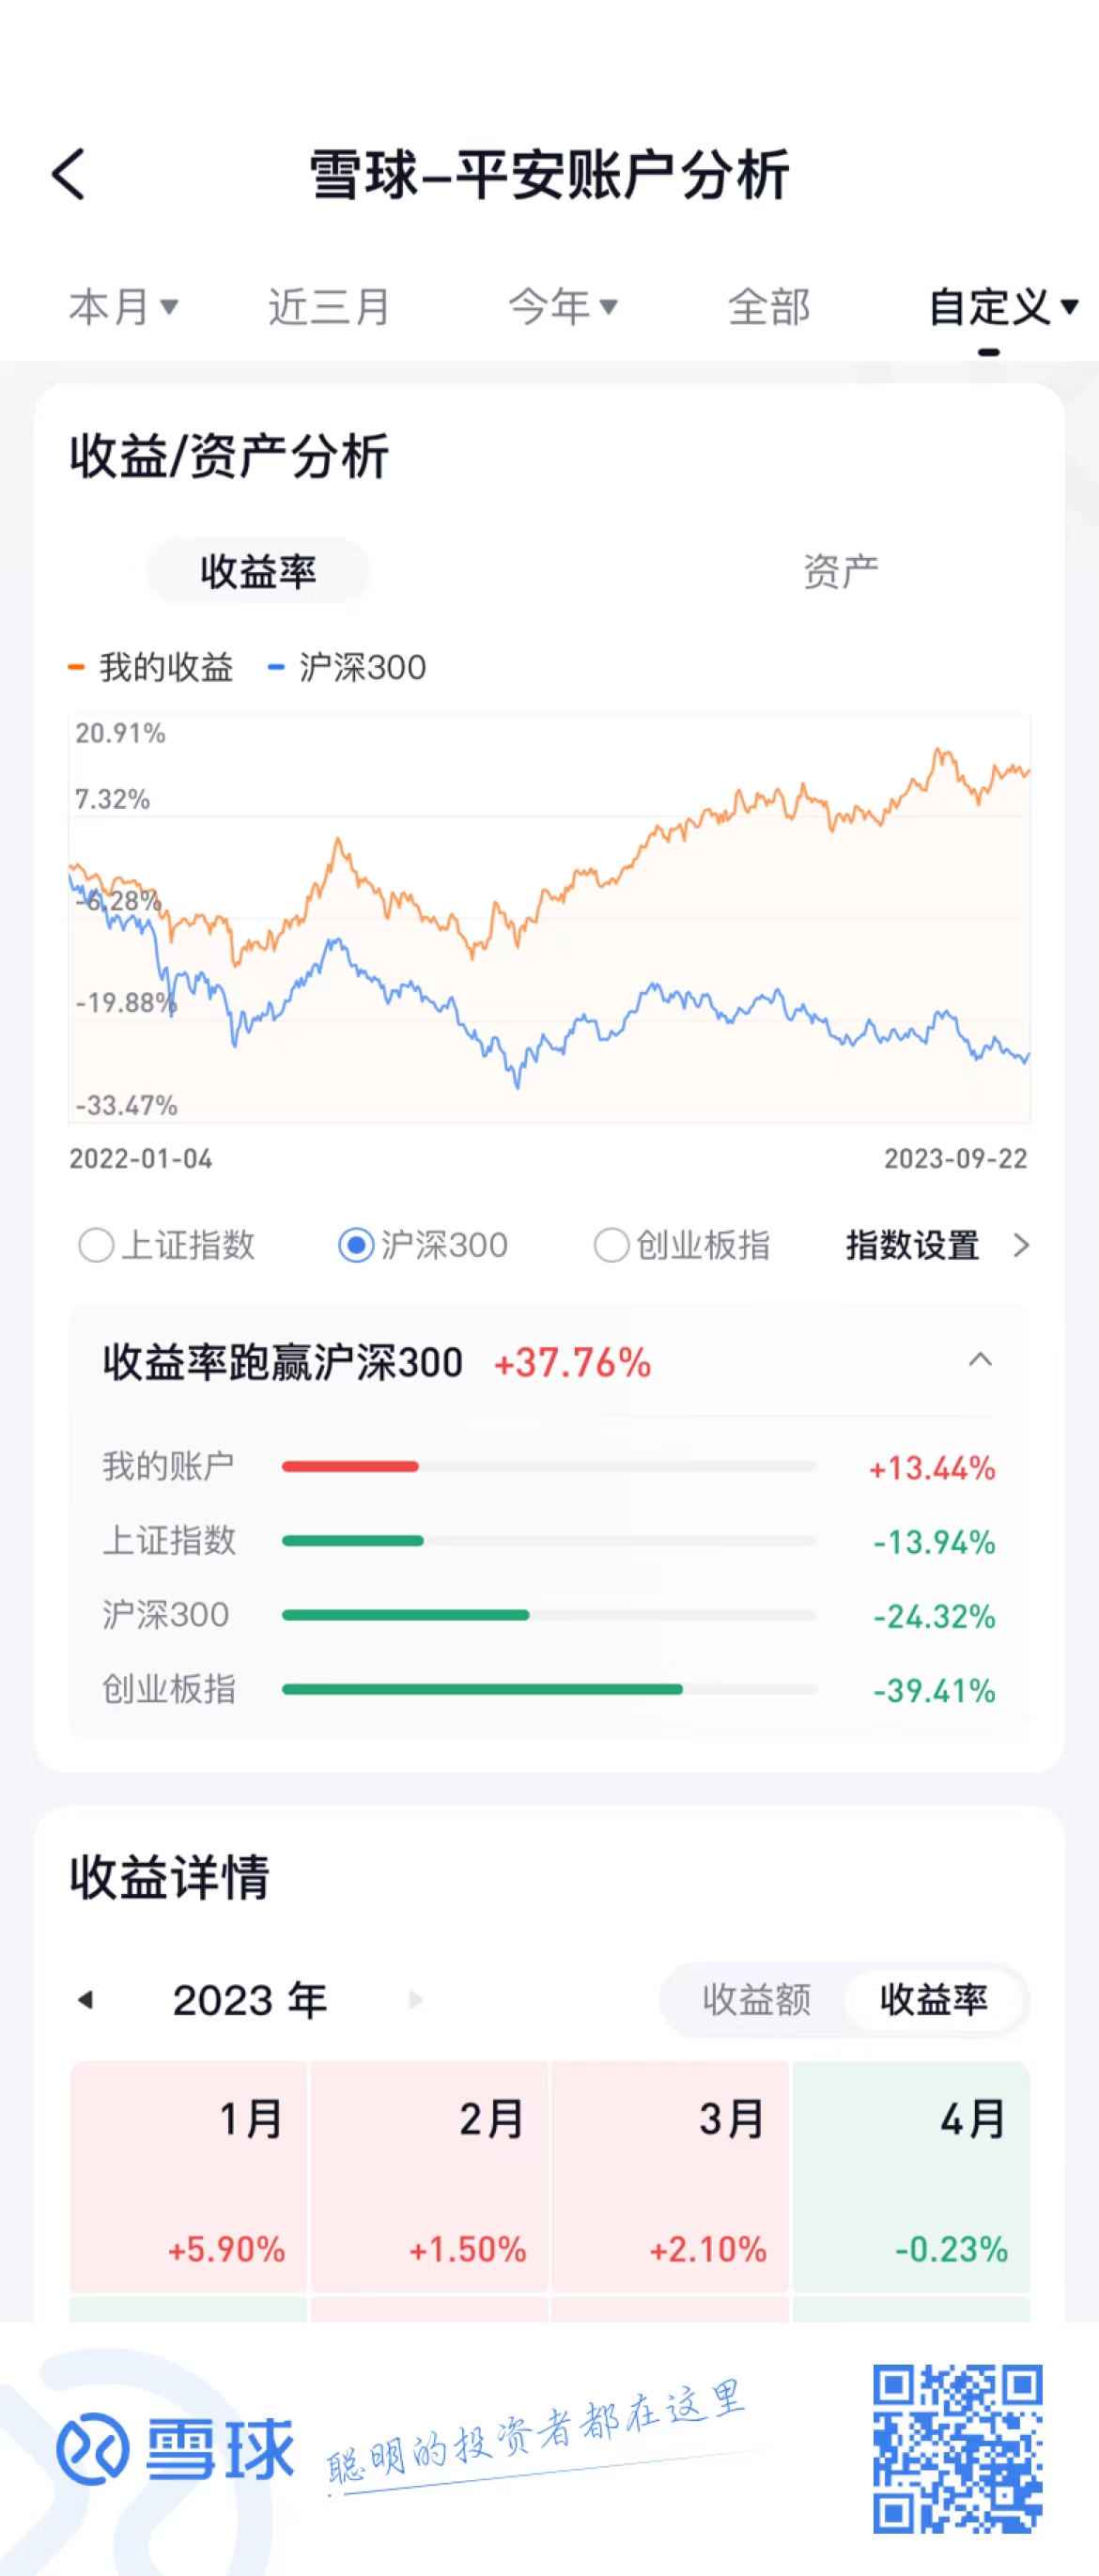 雪球-平安账户分析
本月▼ 近三月 今年▼ 全部 自定义▼
收益/资产分析
收益率 资产
我的收益 沪深300
20.91%
7.32%
-6.28%
-19.88%
-33.47%
2022-01-04 2023-09-22
上证指数 沪深300 创业板指 指数设置 >
收益率跑赢沪深300 +37.76%
我的账户 +13.44%
上证指数 -13.94%
沪深300 -24.32%
创业板指 -39.41%
收益详情
2023 年 收益额 收益率
1月 2月 3月 4月
+5.90% +1.50% +2.10% -0.23%
雪球 聪明的投资者都在这里